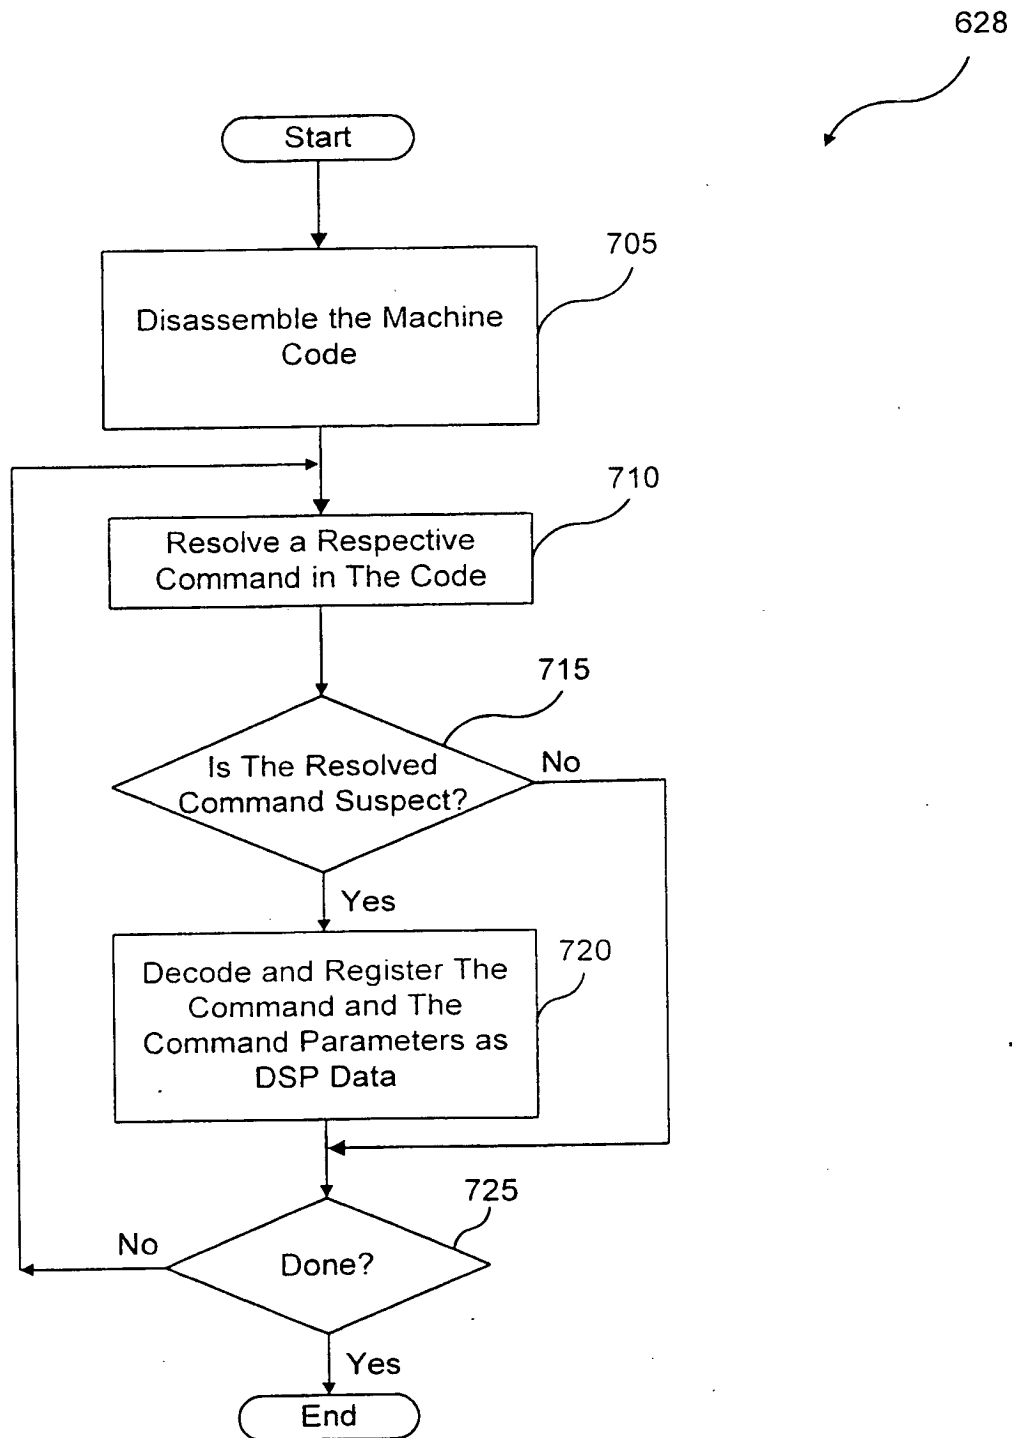 628
Start
705
Disassemble the Machine
Code
710
Resolve a Respective
Command in The Code
715
Is The Resolved
Command Suspect?
No
Yes
720
Decode and Register The
Command and The
Command Parameters as
DSP Data
725
No
Done?
Yes
End